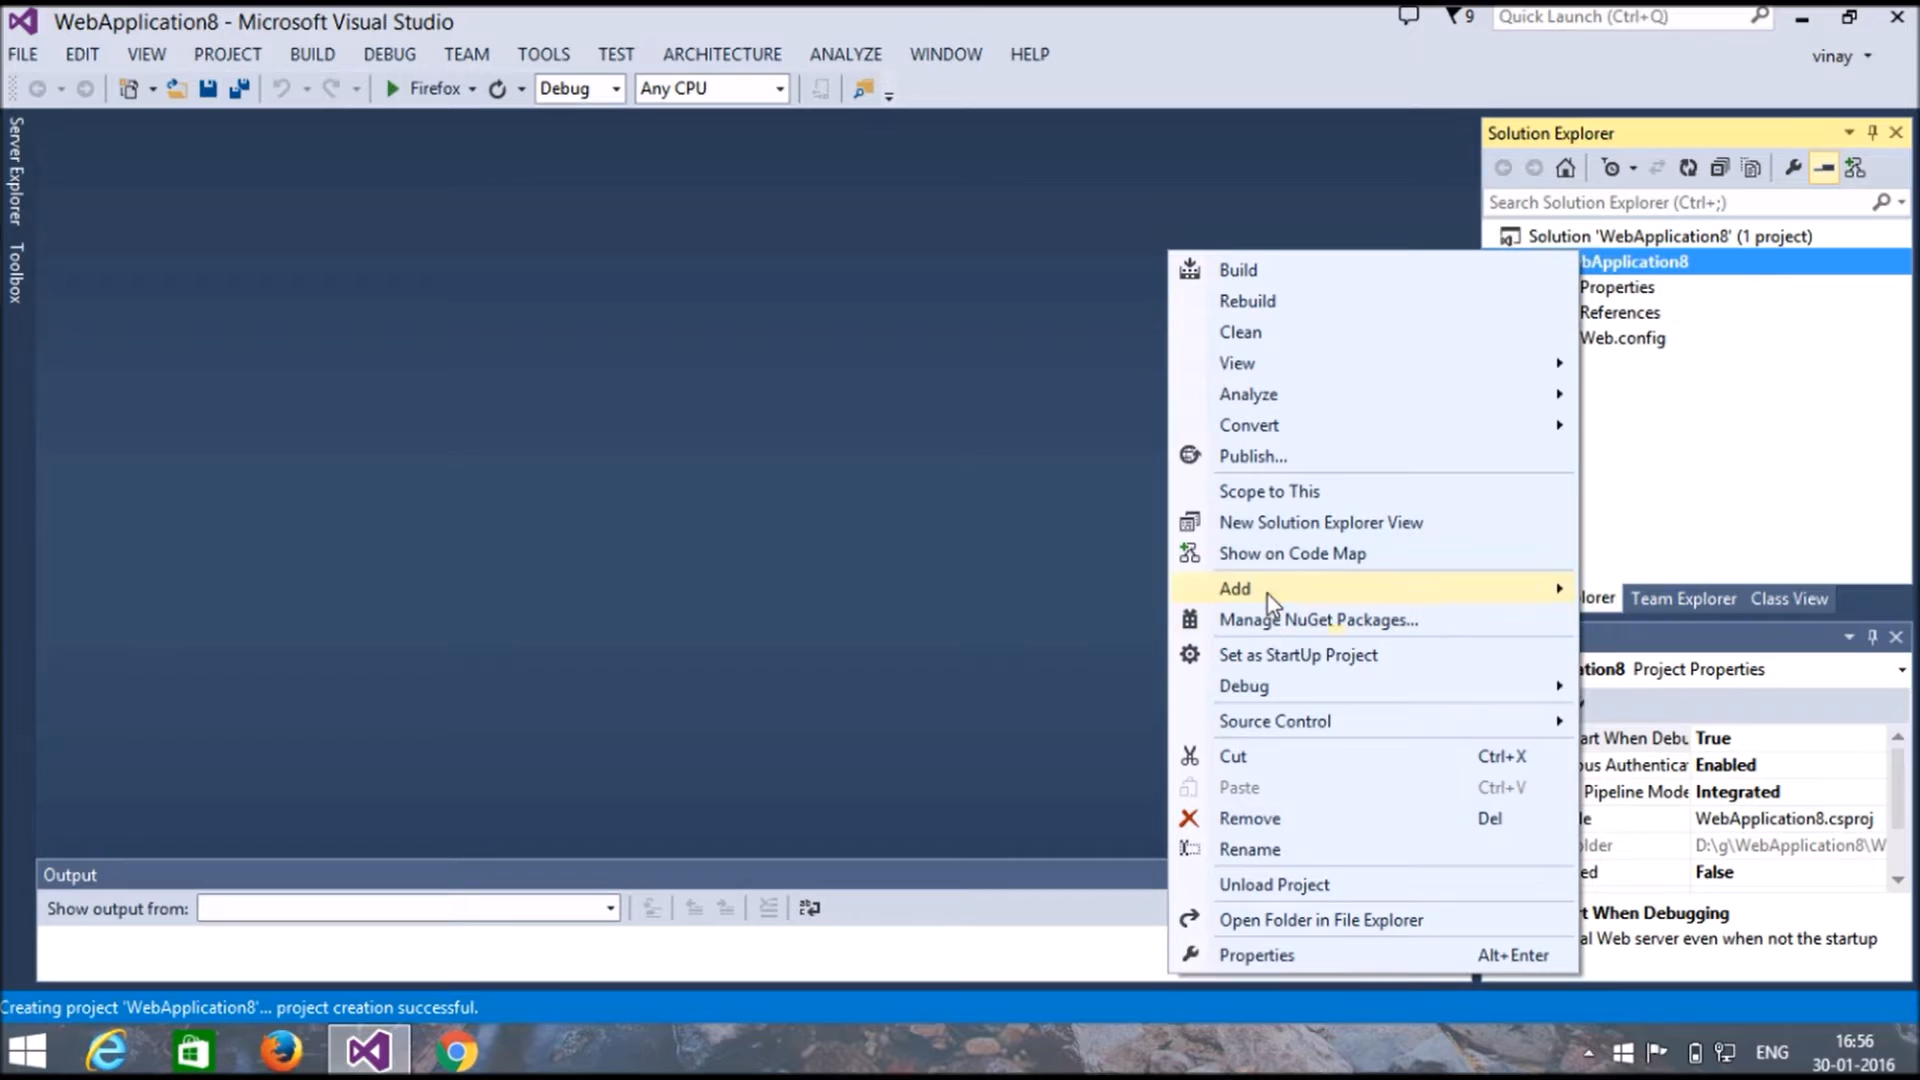 WebApplication8 - Microsoft Visual Studio
9
Quick Launch (Ctrl+Q)
FILE EDIT VIEW PROJECT BUILD DEBUG TEAM TOOLS TEST ARCHITECTURE ANALYZE WINDOW HELP
vinay
Firefox Debug Any CPU
Server Explorer
Toolbox
Solution Explorer
Search Solution Explorer (Ctrl+;)
Solution 'WebApplication8' (1 project)
bApplication8
Properties
References
Web.config
Build
Rebuild
Clean
View
Analyze
Convert
Publish...
Scope to This
New Solution Explorer View
Show on Code Map
Add
Manage NuGet Packages...
Set as StartUp Project
Debug
Source Control
Cut Ctrl+X
Paste Ctrl+V
Remove Del
Rename
Unload Project
Open Folder in File Explorer
Properties Alt+Enter
lorer Team Explorer Class View
ation8 Project Properties
art When Debu True
ous Authentica Enabled
Pipeline Mode Integrated
le WebApplication8.csproj
older D:\g\WebApplication8\W
ed False
t When Debugging
al Web server even when not the startup
Output
Show output from:
Creating project 'WebApplication8'... project creation successful.
ENG
16:56
30-01-2016